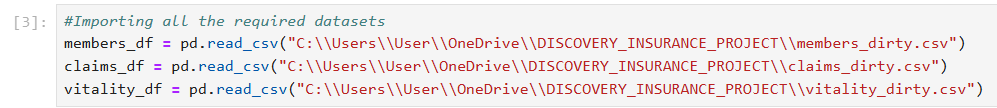 [3]: #Importing all the required datasets
members_df = pd.read_csv("C:\\Users\\User\\OneDrive\\DISCOVERY_INSURANCE_PROJECT\\members_dirty.csv")
claims_df = pd.read_csv("C:\\Users\\User\\OneDrive\\DISCOVERY_INSURANCE_PROJECT\\claims_dirty.csv")
vitality_df = pd.read_csv("C:\\Users\\User\\OneDrive\\DISCOVERY_INSURANCE_PROJECT\\vitality_dirty.csv")